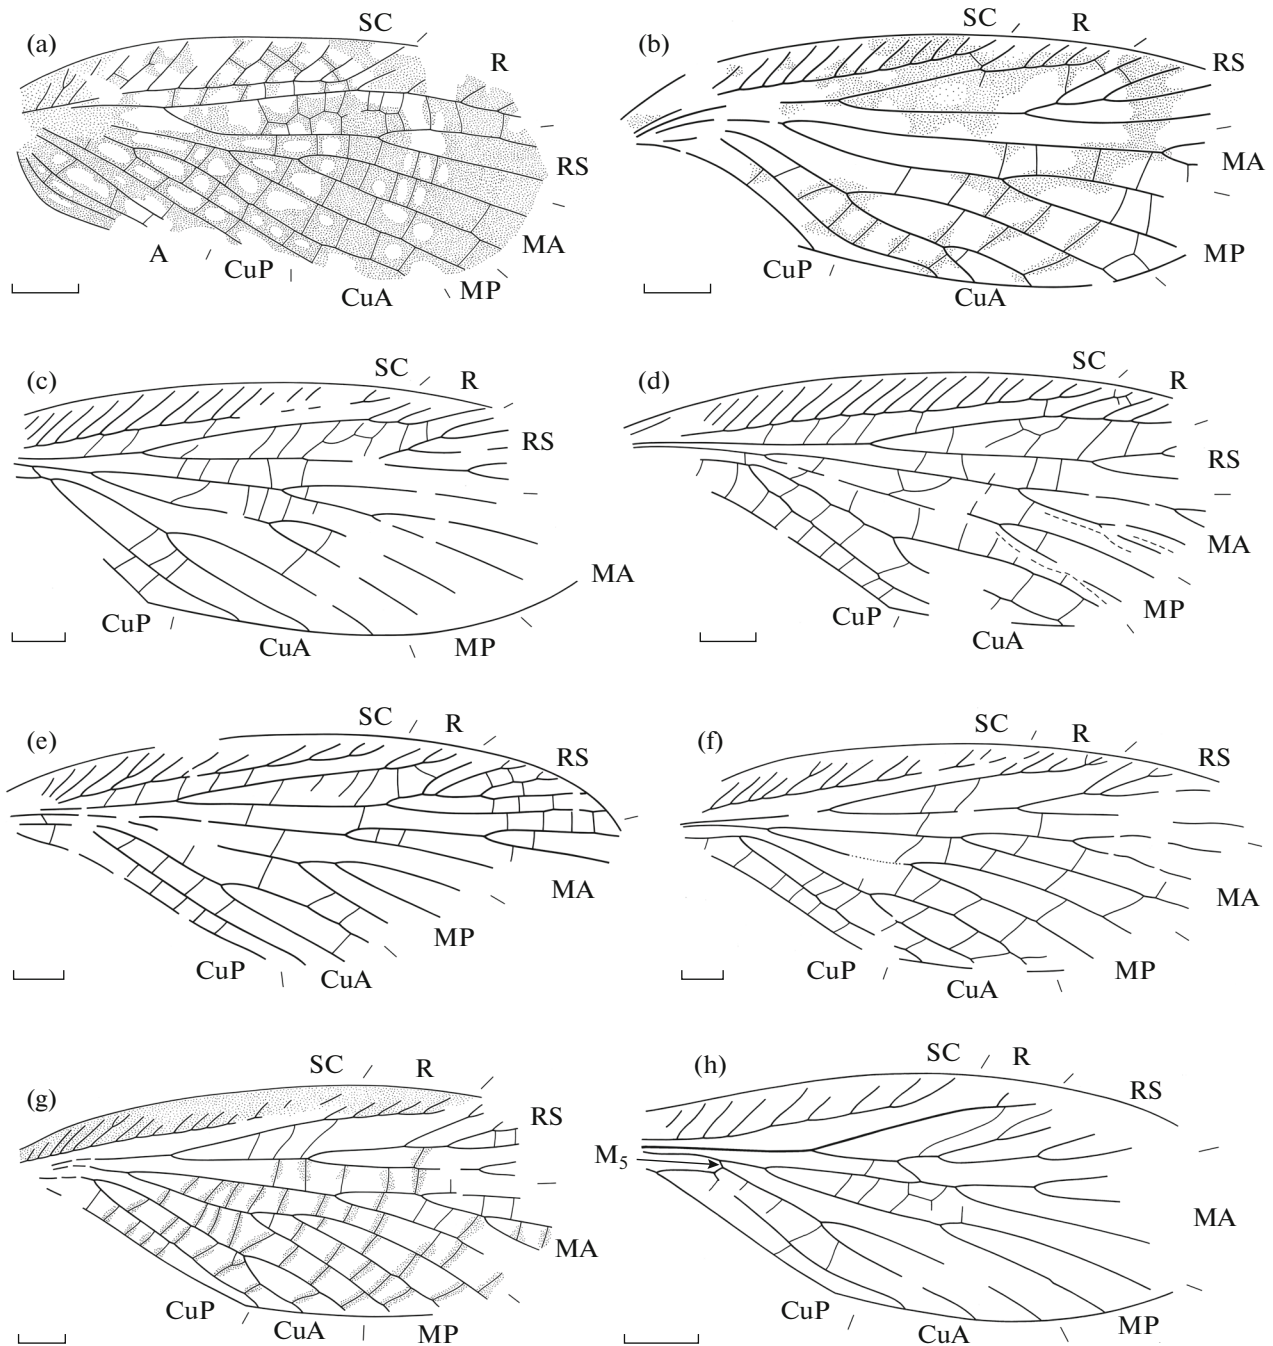 (a) SC R RS MA MP CuA CuP A
(b) SC R RS MA MP CuA CuP
(c) SC R RS MA MP CuA CuP
(d) SC R RS MA MP CuA CuP
(e) SC R RS MA MP CuA CuP
(f) SC R RS MA MP CuA CuP
(g) SC R RS MA MP CuA CuP
(h) SC R RS MA MP CuA CuP M5